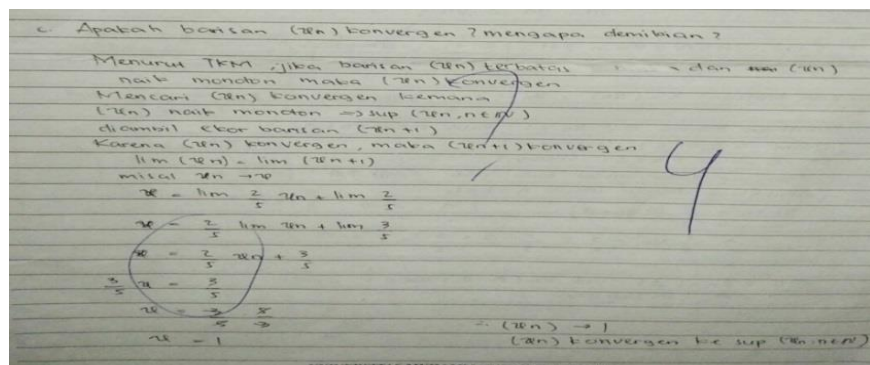 c. Apakah barisan (xn) konvergen ? mengapa demikian ?
Menurut TKM, jika barisan (xn) terbatas dan (xn)
naik monoton maka (xn) konvergen
Mencari (xn) konvergen kemana
(xn) naik monoton → sup (xn, n∈N)
diambil ekor barisan (xn+1)
Karena (xn) konvergen, maka (xn+1) konvergen
lim (xn) = lim (xn+1)
misal xn → x
x = lim 2/5 xn + lim 2/5
x = 2/5 lim xn + lim 3/5
x = 2/5 xn + 3/5
3/5 x = 3/5
x = 3/5 5/3
x = 1
∴ (xn) → 1
(xn) konvergen ke sup (xn : n∈N)
4